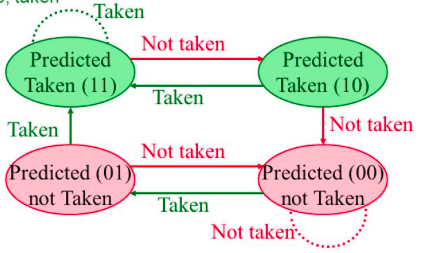 Taken
Not taken
Predicted
Taken (11)
Predicted
Taken (10)
Taken
Taken
Not taken
Not taken
Predicted (01)
not Taken
Predicted (00)
not Taken
Taken
Not taken